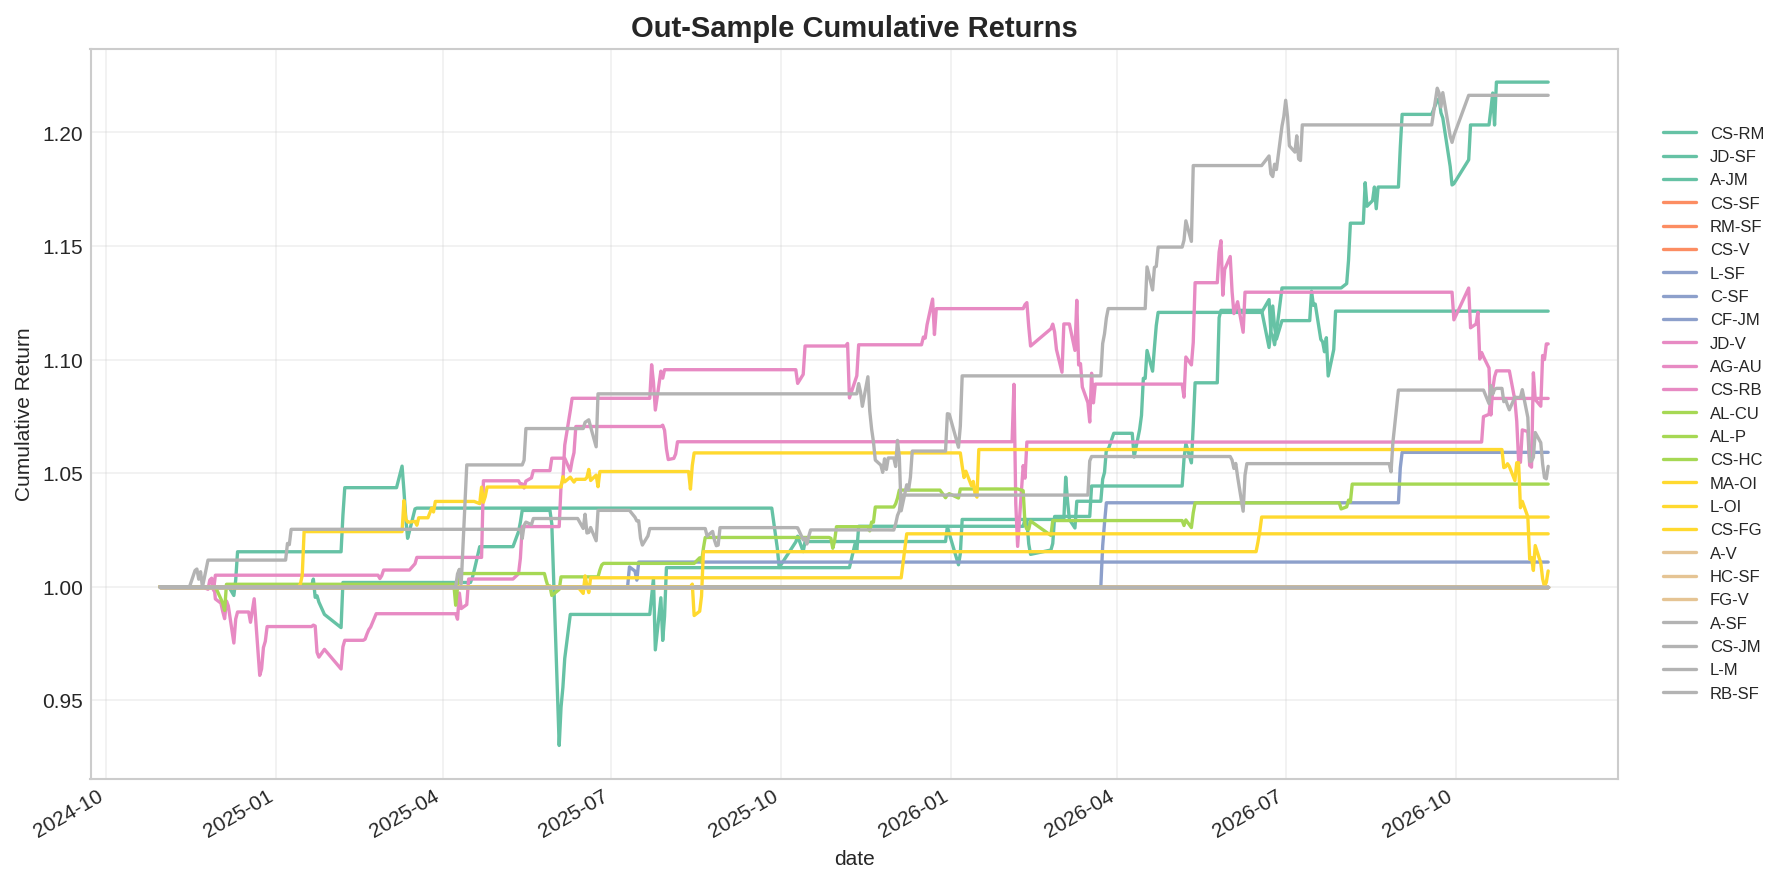 Out-Sample Cumulative Returns
Cumulative Return
1.20
1.15
1.10
1.05
1.00
0.95
2024-10
2025-01
2025-04
2025-07
2025-10
2026-01
2026-04
2026-07
2026-10
date
CS-RM
JD-SF
A-JM
CS-SF
RM-SF
CS-V
L-SF
C-SF
CF-JM
JD-V
AG-AU
CS-RB
AL-CU
AL-P
CS-HC
MA-OI
L-OI
CS-FG
A-V
HC-SF
FG-V
A-SF
CS-JM
L-M
RB-SF